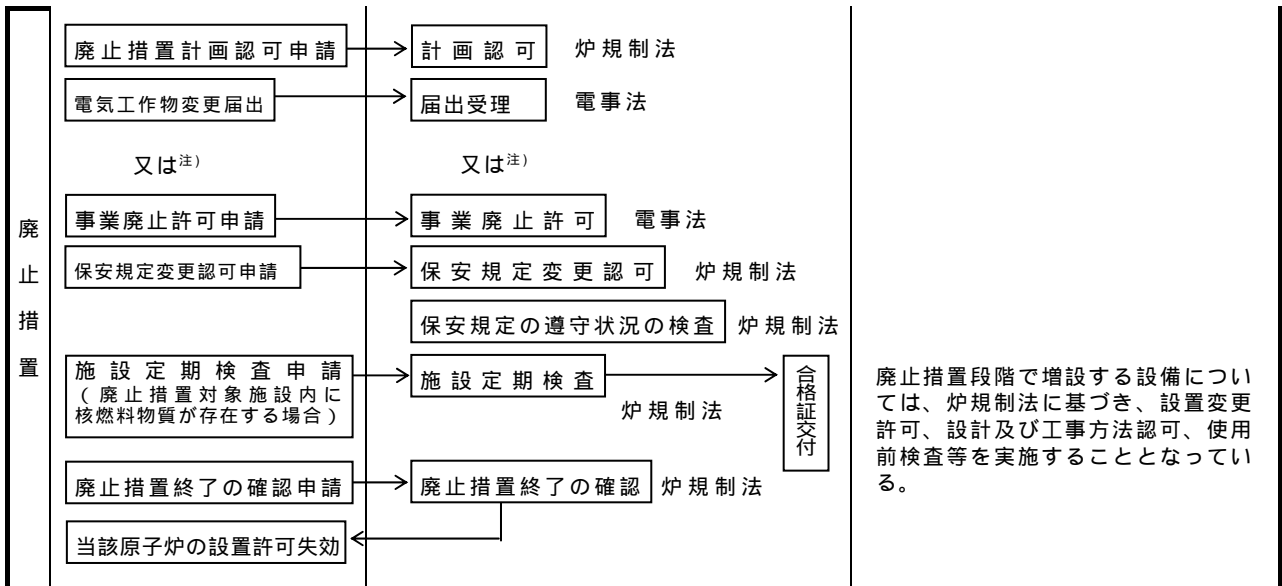 廃止措置
廃止措置計画認可申請
計画認可
炉規制法
電気工作物変更届出
届出受理
電事法
又は注）
又は注）
事業廃止許可申請
事業廃止許可
電事法
保安規定変更認可申請
保安規定変更認可
炉規制法
保安規定の遵守状況の検査
炉規制法
施設定期検査申請
（廃止措置対象施設内に
核燃料物質が存在する場合）
施設定期検査
炉規制法
合格証交付
廃止措置段階で増設する設備につい
ては、炉規制法に基づき、設置変更
許可、設計及び工事方法認可、使用
前検査等を実施することとなってい
る。
廃止措置終了の確認申請
廃止措置終了の確認
炉規制法
当該原子炉の設置許可失効